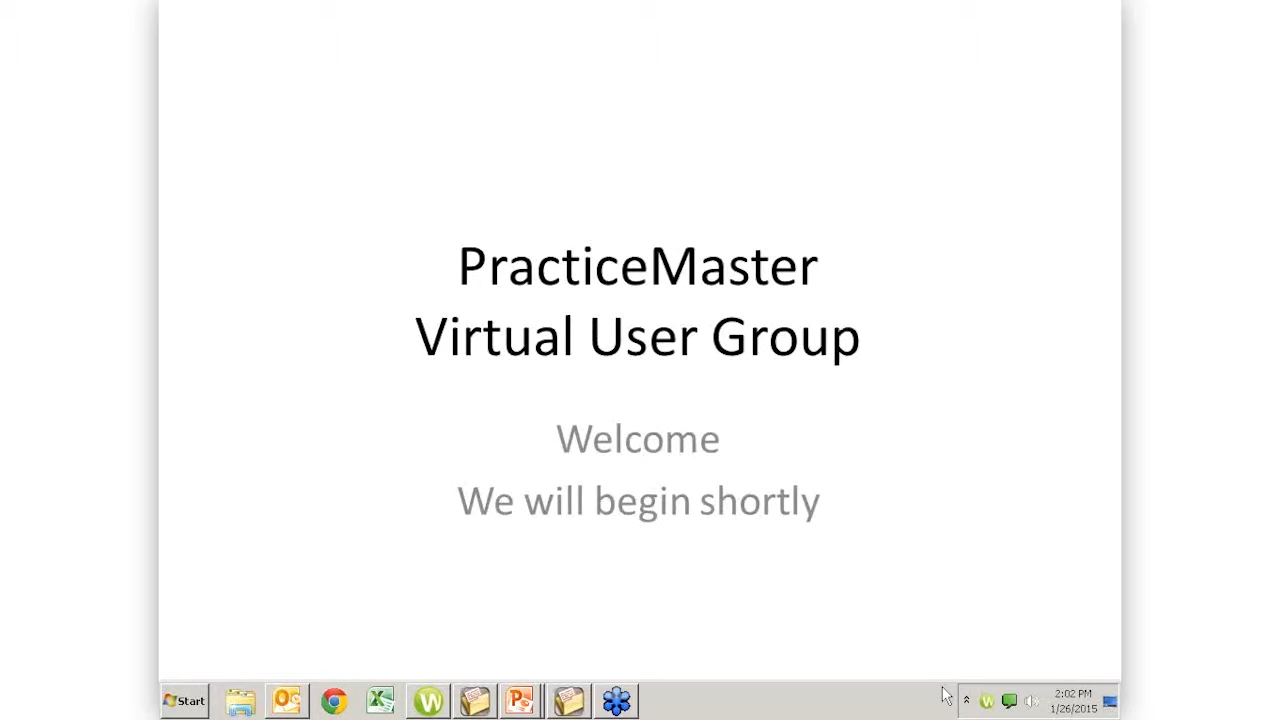 PracticeMaster
Virtual User Group
Welcome
We will begin shortly
Start
2:02 PM
1/26/2015